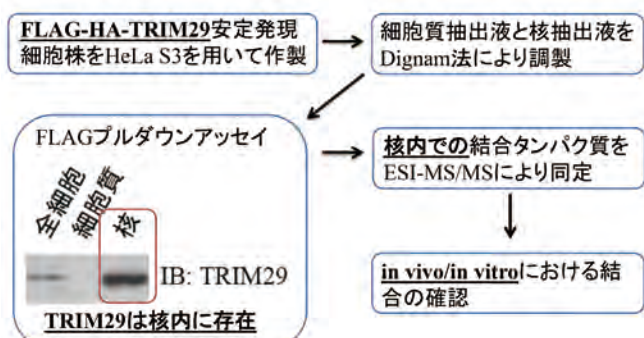 FLAG-HA-TRIM29安定発現
細胞株をHeLa S3を用いて作製
細胞質抽出液と核抽出液を
Dignam法により調製
FLAGプルダウンアッセイ
全細胞
細胞質
核
IB: TRIM29
TRIM29は核内に存在
核内での結合タンパク質を
ESI-MS/MSにより同定
in vivo/in vitroにおける結
合の確認